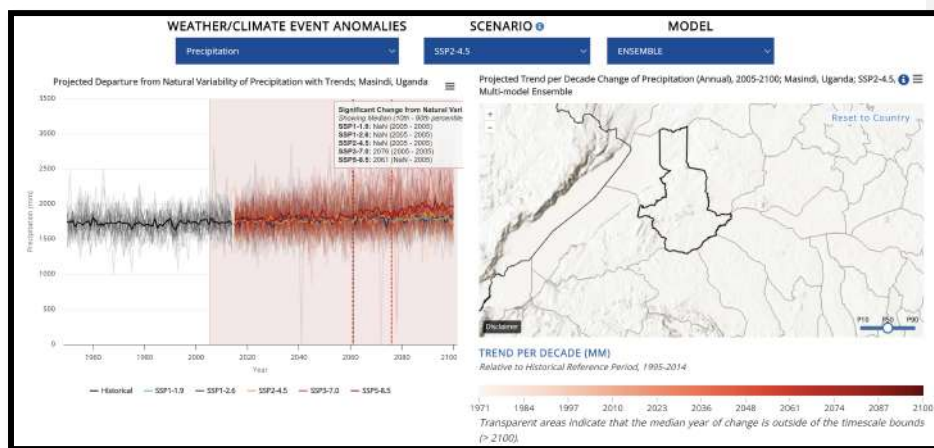 WEATHER/CLIMATE EVENT ANOMALIES
SCENARIO
MODEL
Precipitation
SSP2-4.5
ENSEMBLE
Projected Departure from Natural Variability of Precipitation with Trends; Masindi, Uganda
3500
3000
2500
2000
1500
1000
500
0
Precipitation (mm)
1960
1980
2000
2020
2040
2060
2080
2100
Year
Significant Change from Natural Vari
Showing Median (10th - 90th percentile
SSP1-1.9: NaN (2005 - 2005)
SSP1-2.6: NaN (2005 - 2005)
SSP2-4.5: NaN (2005 - 2005)
SSP3-7.0: 2076 (2005 - 2005)
SSP5-8.5: 2061 (NaN - 2005)
Historical SSP1-1.9 SSP1-2.6 SSP2-4.5 SSP3-7.0 SSP5-8.5
Projected Trend per Decade Change of Precipitation (Annual), 2005-2100; Masindi, Uganda; SSP2-4.5,
Multi-model Ensemble
+
-
Reset to Country
P10 P50 P90
Disclaimer
TREND PER DECADE (MM)
Relative to Historical Reference Period, 1995-2014
1971 1984 1997 2010 2023 2036 2048 2061 2074 2087 2100
Transparent areas indicate that the median year of change is outside of the timescale bounds
(> 2100).